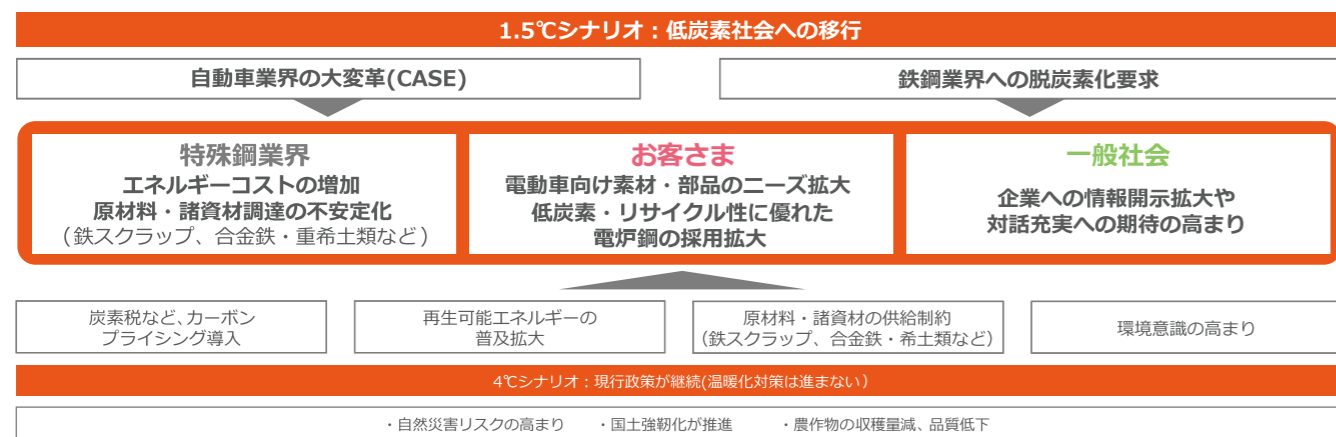 1.5℃シナリオ：低炭素社会への移行
自動車業界の大変革(CASE)
鉄鋼業界への脱炭素化要求
特殊鋼業界
エネルギーコストの増加
原材料・諸資材調達の不安定化
（鉄スクラップ、合金鉄・重希土類など）
お客さま
電動車向け素材・部品のニーズ拡大
低炭素・リサイクル性に優れた
電炉鋼の採用拡大
一般社会
企業への情報開示拡大や
対話充実への期待の高まり
炭素税など、カーボン
プライシング導入
再生可能エネルギーの
普及拡大
原材料・諸資材の供給制約
（鉄スクラップ、合金鉄・希土類など）
環境意識の高まり
4℃シナリオ：現行政策が継続(温暖化対策は進まない）
・自然災害リスクの高まり ・国土強靭化が推進 ・農作物の収穫量減、品質低下